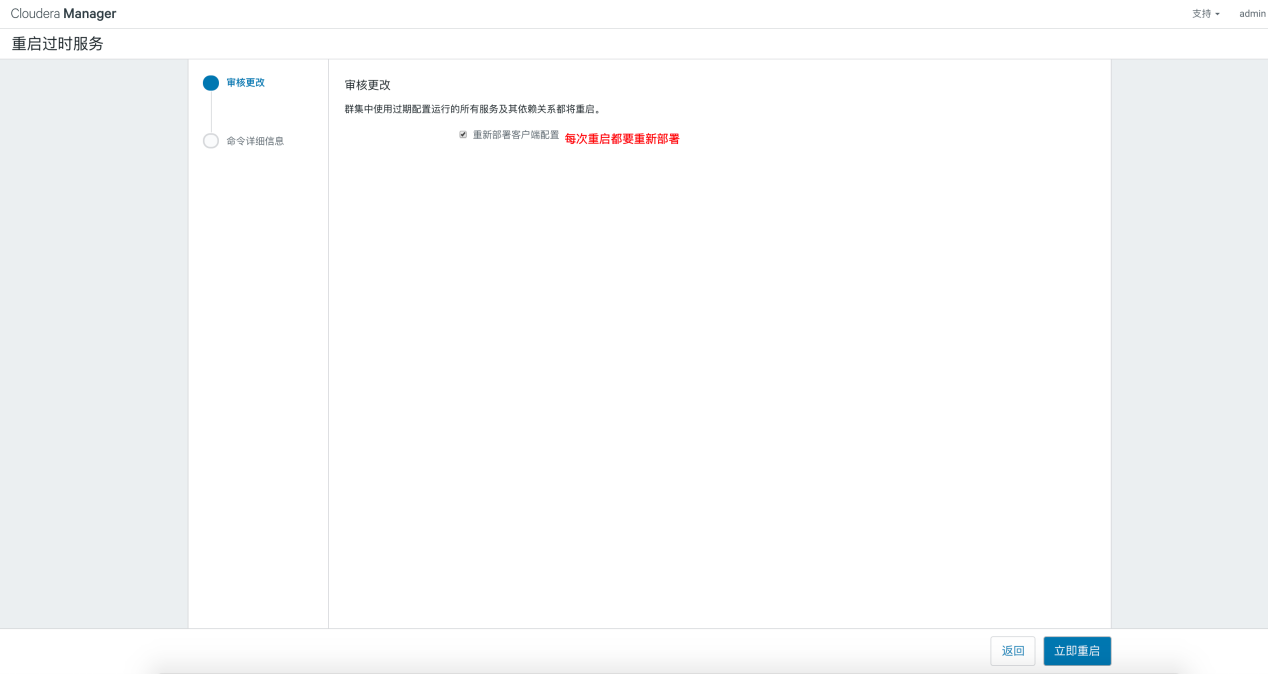 Cloudera Manager
支持 admin
重启过时服务
审核更改
命令详细信息
审核更改
群集中使用过期配置运行的所有服务及其依赖关系都将重启。
重新部署客户端配置 每次重启都要重新部署
返回 立即重启